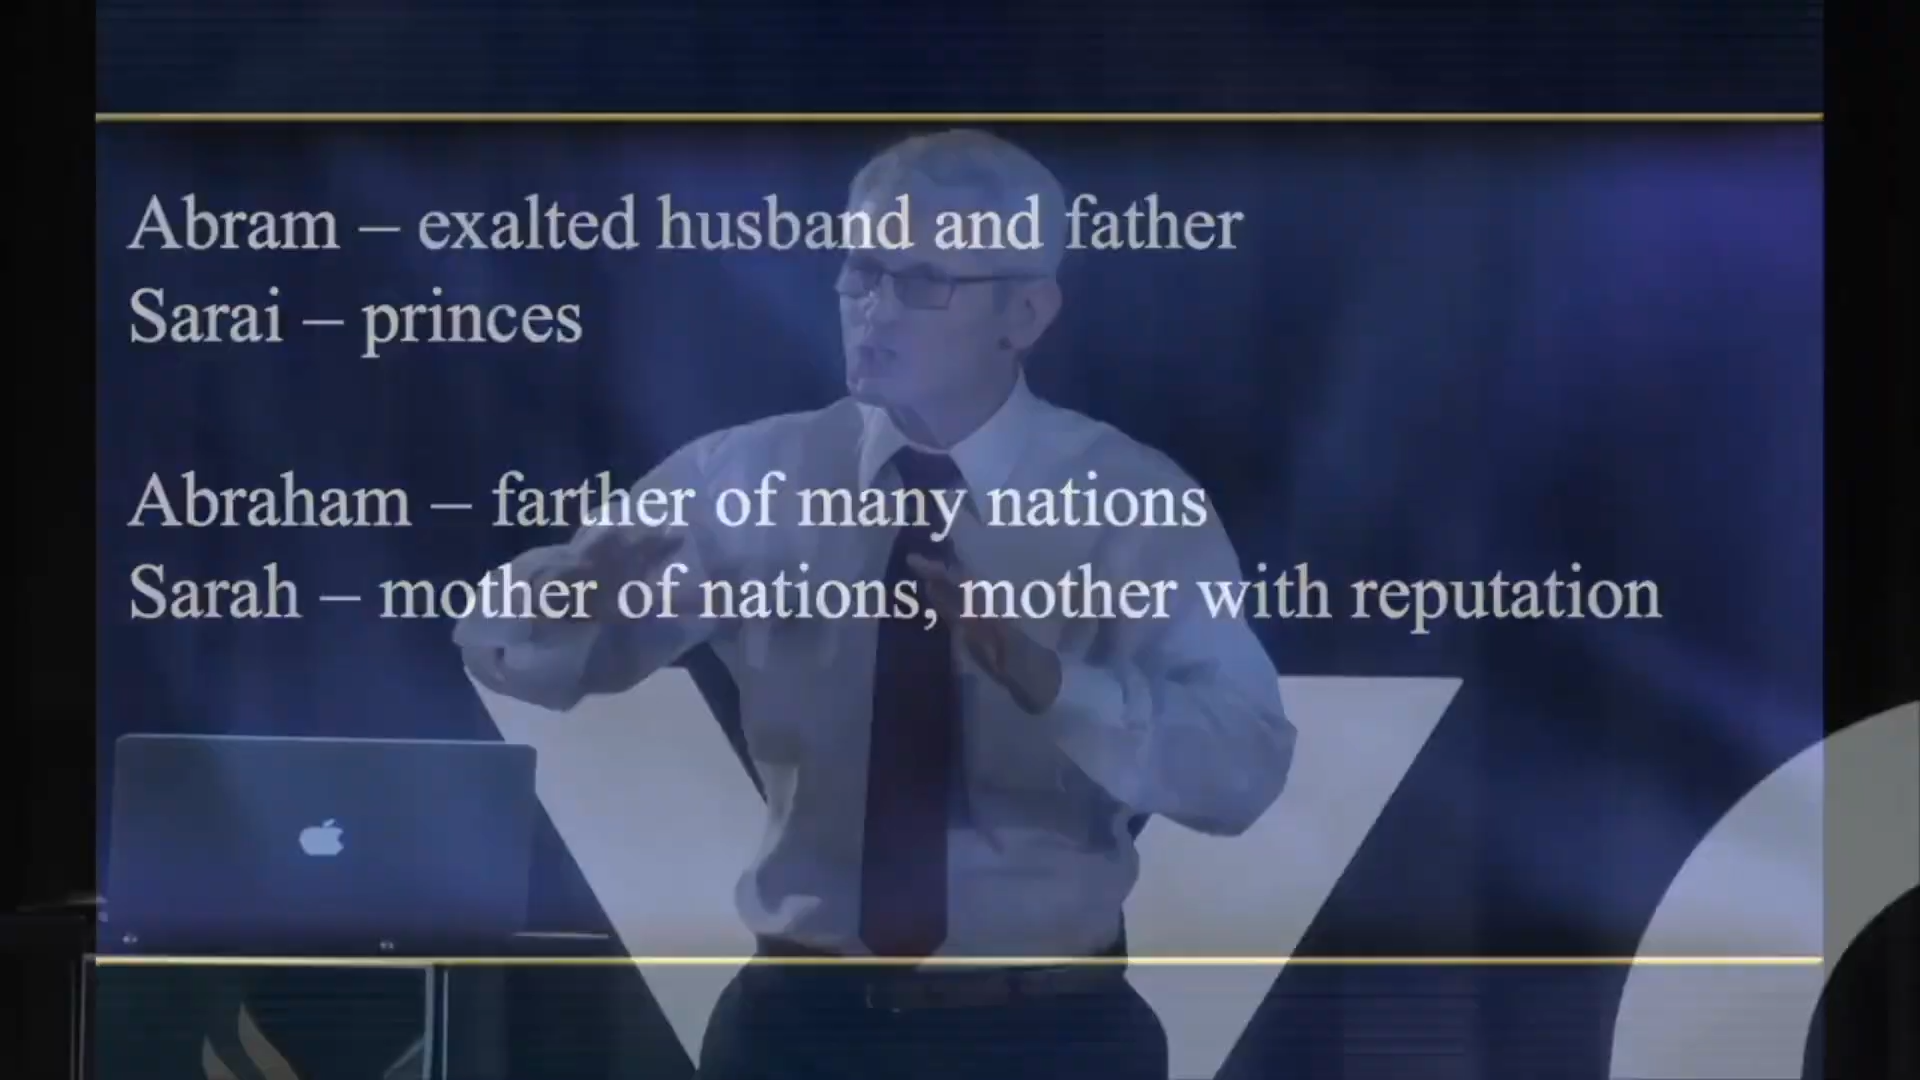 Abram – exalted husband and father
Sarai – princes
Abraham – farther of many nations
Sarah – mother of nations, mother with reputation